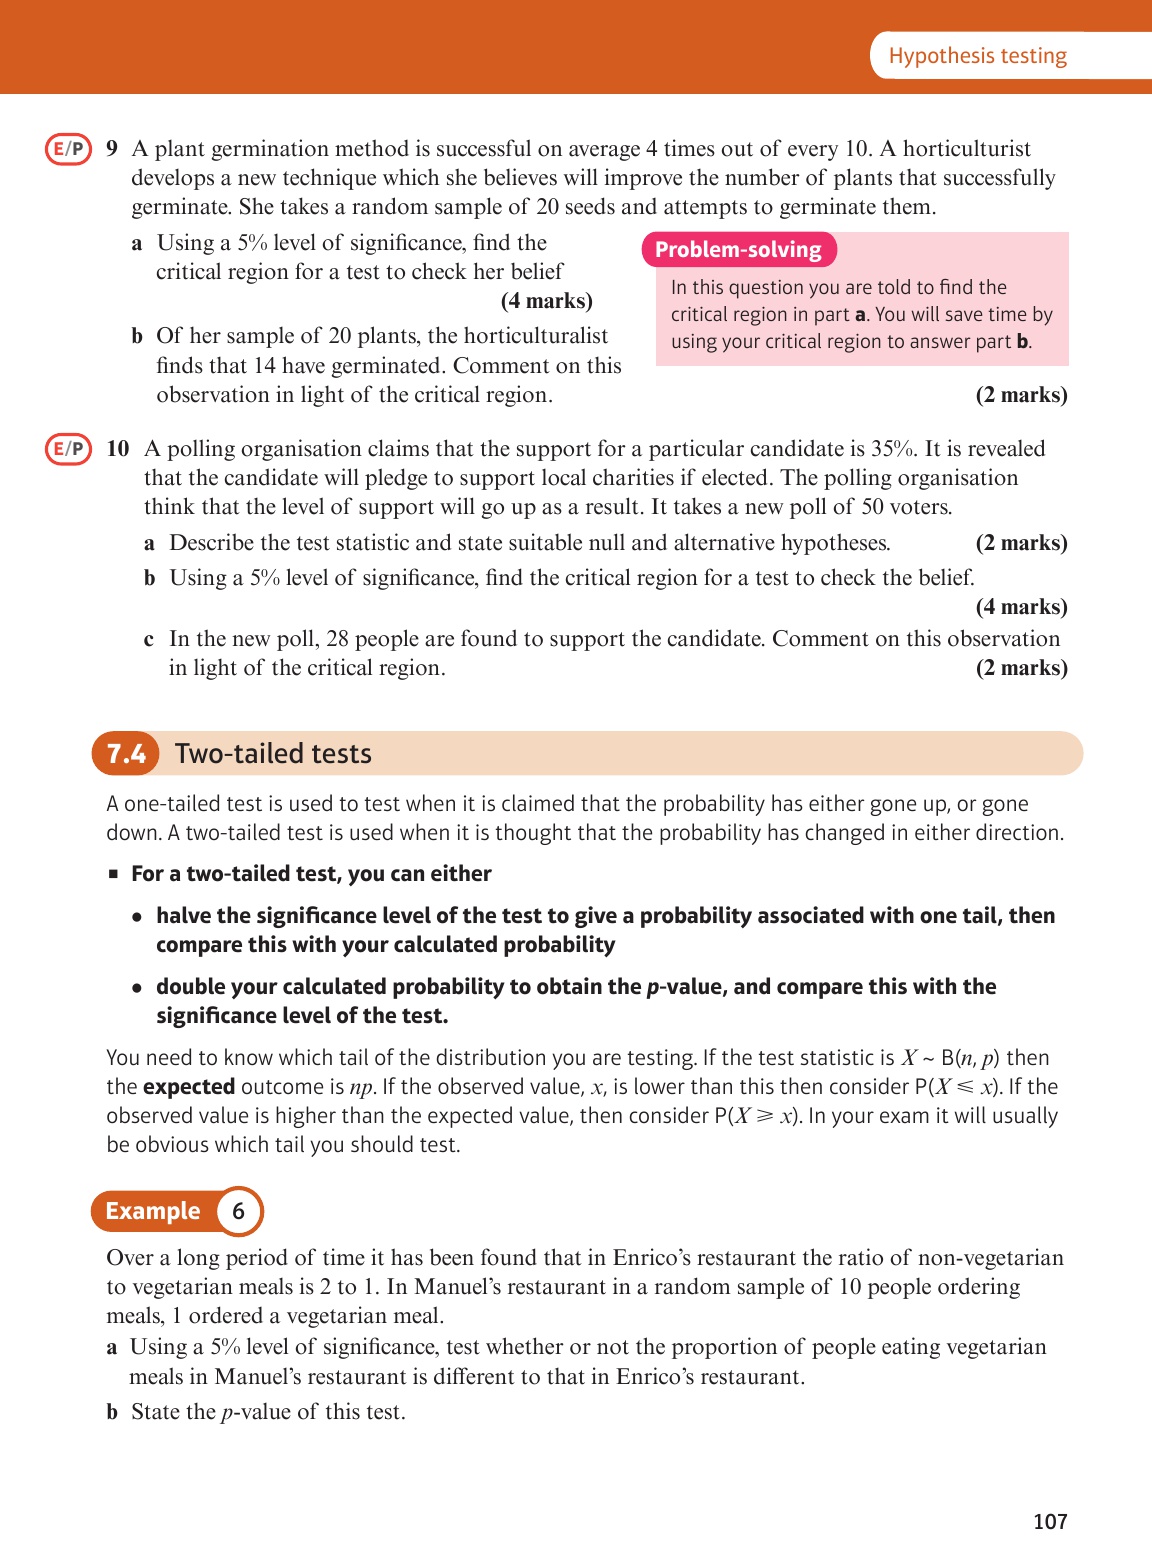 Hypothesis testing
E/P 9 A plant germination method is successful on average 4 times out of every 10. A horticulturist
develops a new technique which she believes will improve the number of plants that successfully
germinate. She takes a random sample of 20 seeds and attempts to germinate them.
a Using a 5% level of significance, find the
critical region for a test to check her belief
(4 marks)
b Of her sample of 20 plants, the horticulturalist
finds that 14 have germinated. Comment on this
observation in light of the critical region. (2 marks)
Problem-solving
In this question you are told to find the
critical region in part a. You will save time by
using your critical region to answer part b.
E/P 10 A polling organisation claims that the support for a particular candidate is 35%. It is revealed
that the candidate will pledge to support local charities if elected. The polling organisation
think that the level of support will go up as a result. It takes a new poll of 50 voters.
a Describe the test statistic and state suitable null and alternative hypotheses. (2 marks)
b Using a 5% level of significance, find the critical region for a test to check the belief.
(4 marks)
c In the new poll, 28 people are found to support the candidate. Comment on this observation
in light of the critical region. (2 marks)
7.4 Two-tailed tests
A one-tailed test is used to test when it is claimed that the probability has either gone up, or gone
down. A two-tailed test is used when it is thought that the probability has changed in either direction.
■ For a two-tailed test, you can either
● halve the significance level of the test to give a probability associated with one tail, then
compare this with your calculated probability
● double your calculated probability to obtain the p-value, and compare this with the
significance level of the test.
You need to know which tail of the distribution you are testing. If the test statistic is X ~ B(n, p) then
the expected outcome is np. If the observed value, x, is lower than this then consider P(X ⩽ x). If the
observed value is higher than the expected value, then consider P(X ⩾ x). In your exam it will usually
be obvious which tail you should test.
Example 6
Over a long period of time it has been found that in Enrico’s restaurant the ratio of non-vegetarian
to vegetarian meals is 2 to 1. In Manuel’s restaurant in a random sample of 10 people ordering
meals, 1 ordered a vegetarian meal.
a Using a 5% level of significance, test whether or not the proportion of people eating vegetarian
meals in Manuel’s restaurant is different to that in Enrico’s restaurant.
b State the p-value of this test.
107